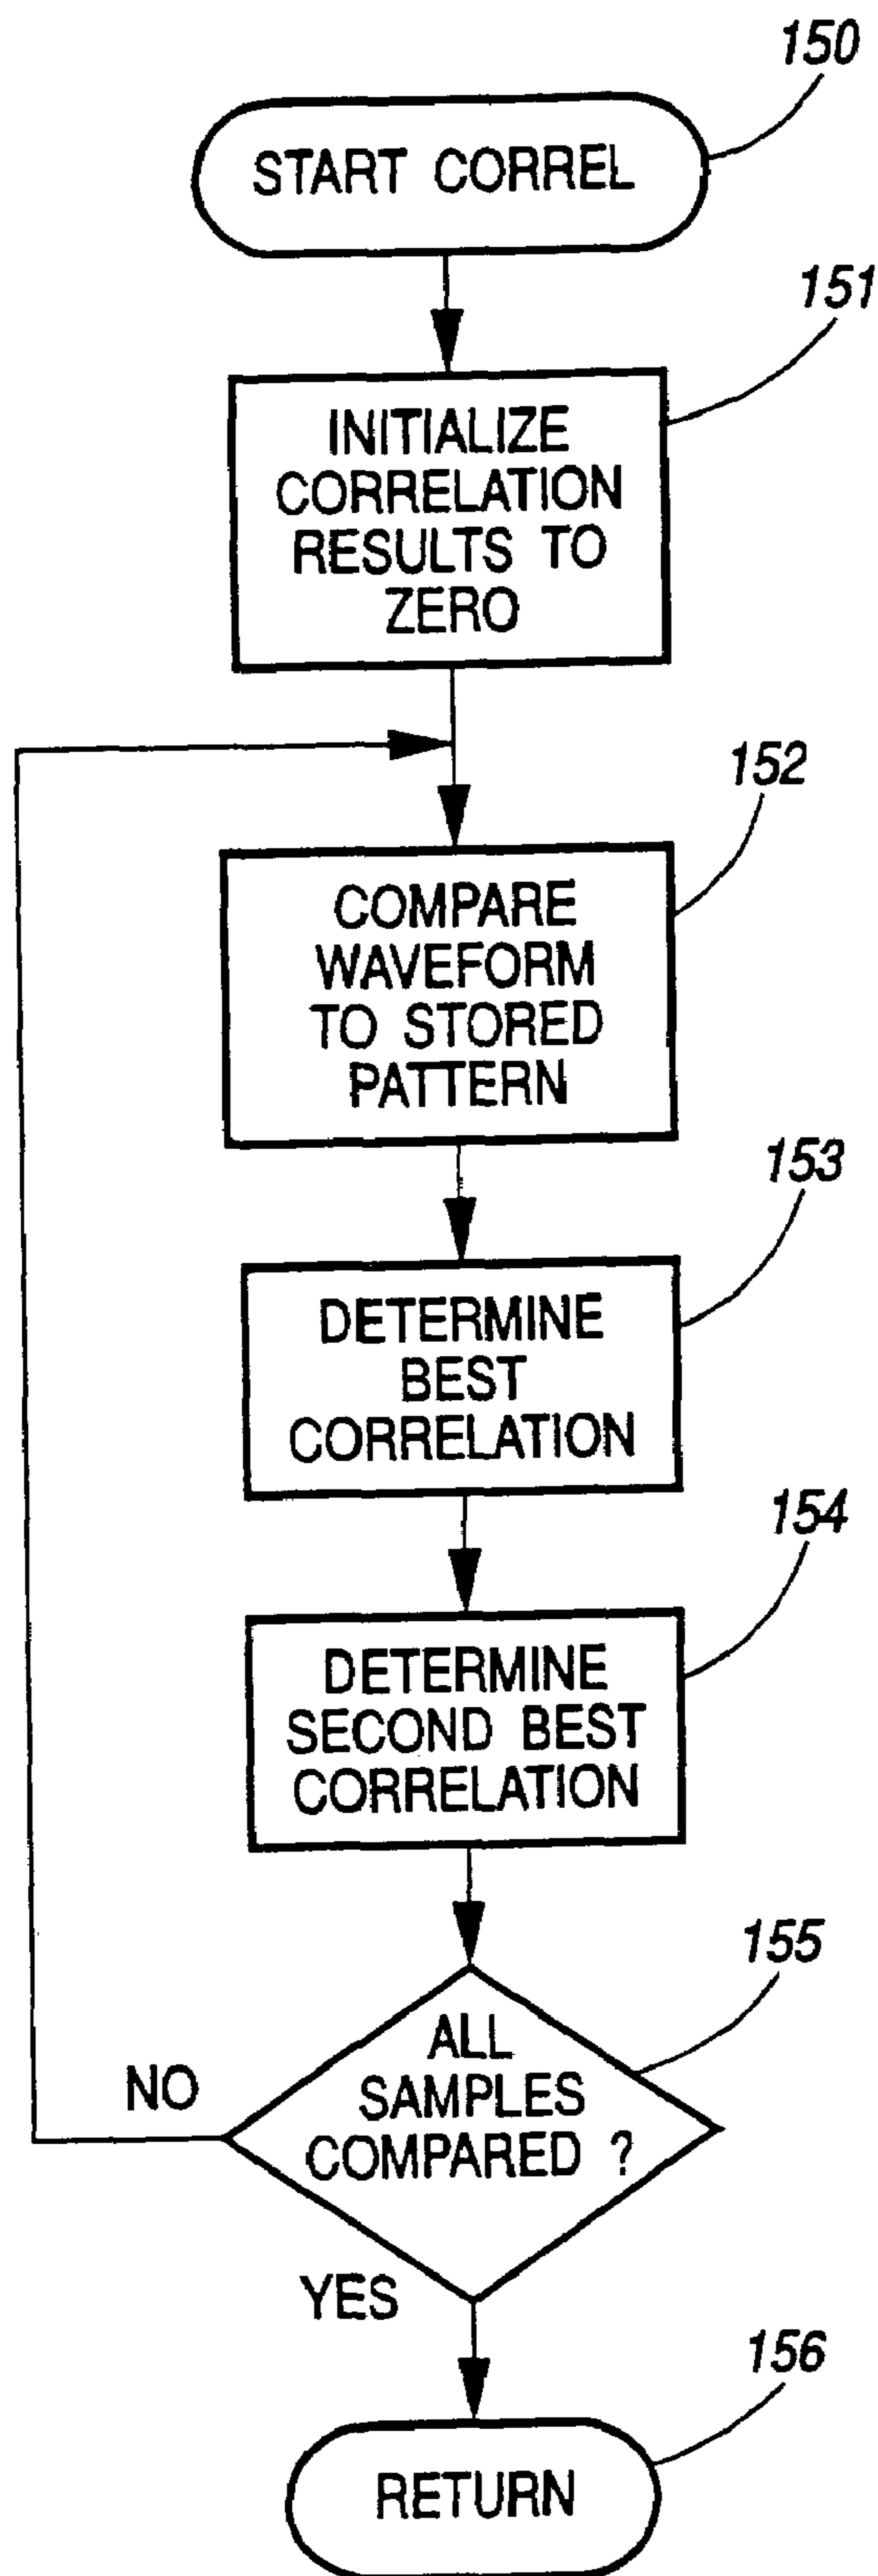 150
START CORREL
151
INITIALIZE
CORRELATION
RESULTS TO
ZERO
152
COMPARE
WAVEFORM
TO STORED
PATTERN
153
DETERMINE
BEST
CORRELATION
154
DETERMINE
SECOND BEST
CORRELATION
155
ALL
SAMPLES
COMPARED ?
NO
YES
156
RETURN